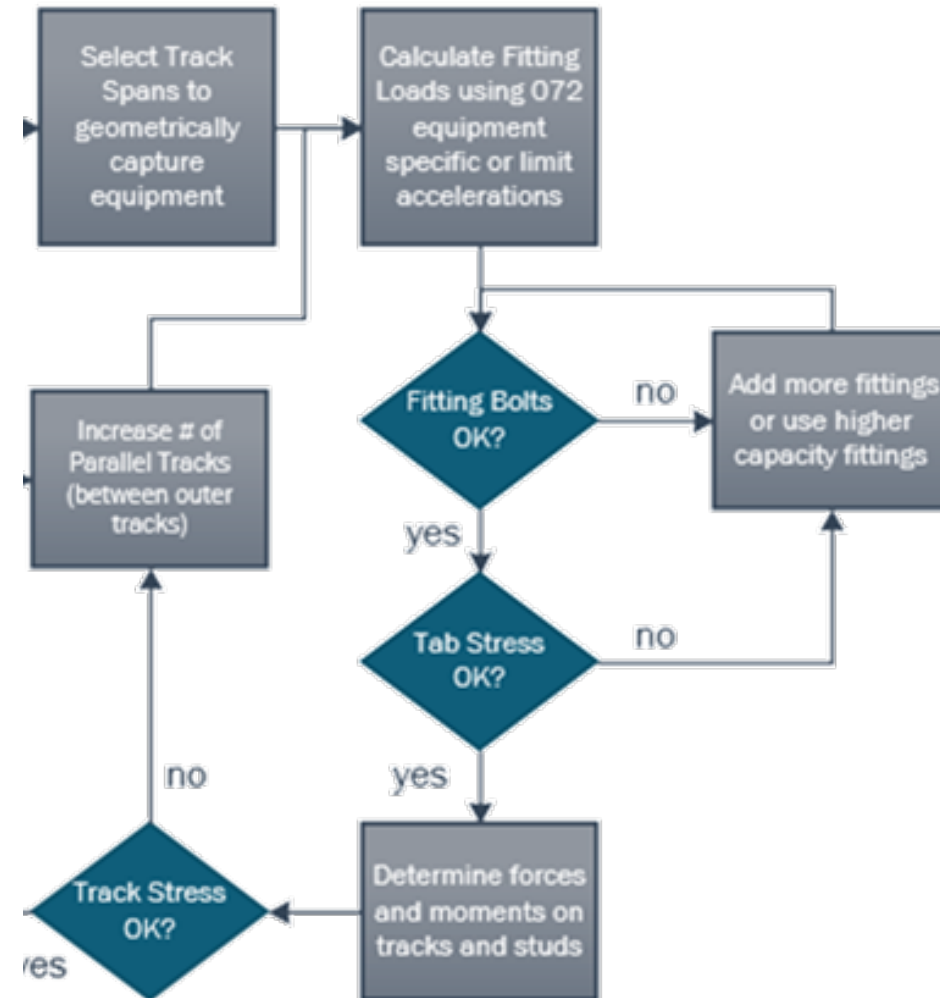 Select Track
Spans to
geometrically
capture
equipment
Calculate Fitting
Loads using 072
equipment
specific or limit
accelerations
Fitting Bolts
OK?
no
Add more fittings
or use higher
capacity fittings
Increase # of
Parallel Tracks
(between outer
tracks)
yes
Tab Stress
OK?
no
yes
no
Determine forces
and moments on
tracks and studs
Track Stress
OK?
yes